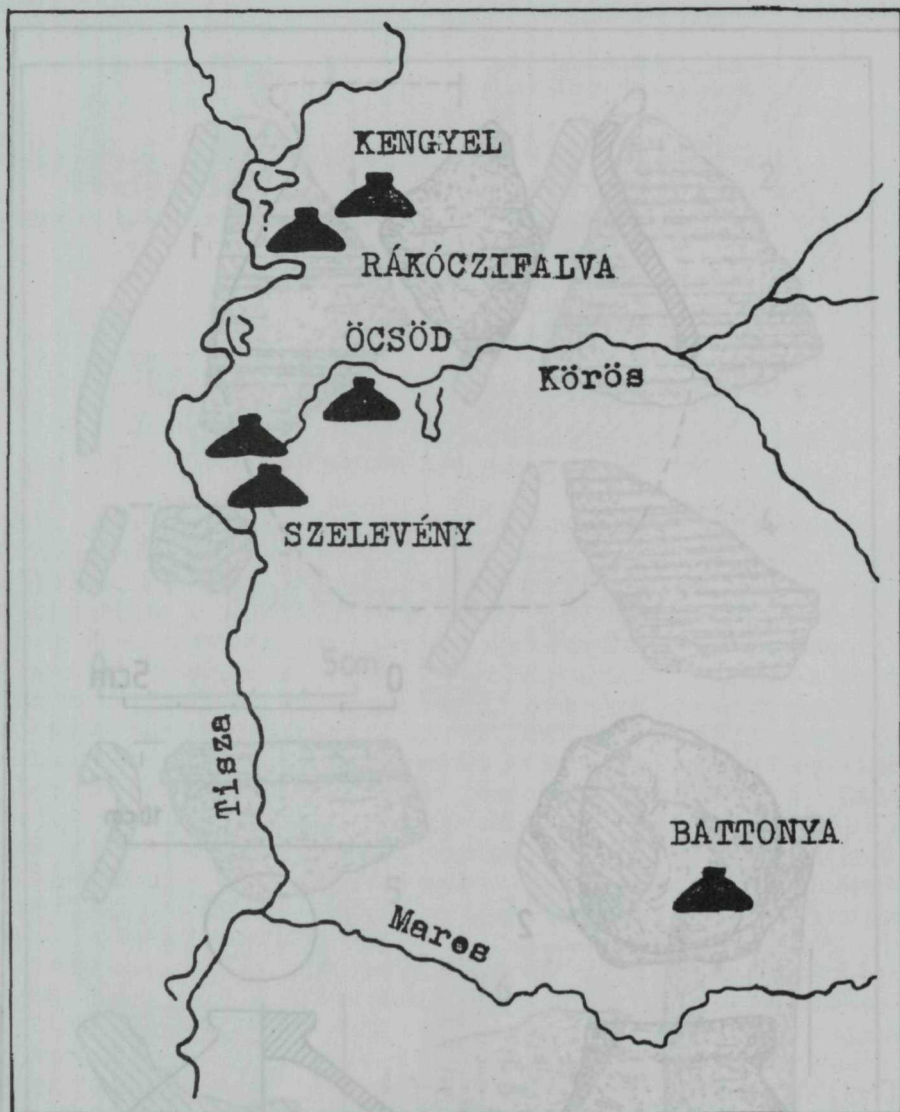 KENGYEL
?
RÁKÓCZIFALVA
ÖCSÖD
Körös
SZELEVÉNY
Tisza
BATTONYA
Maros